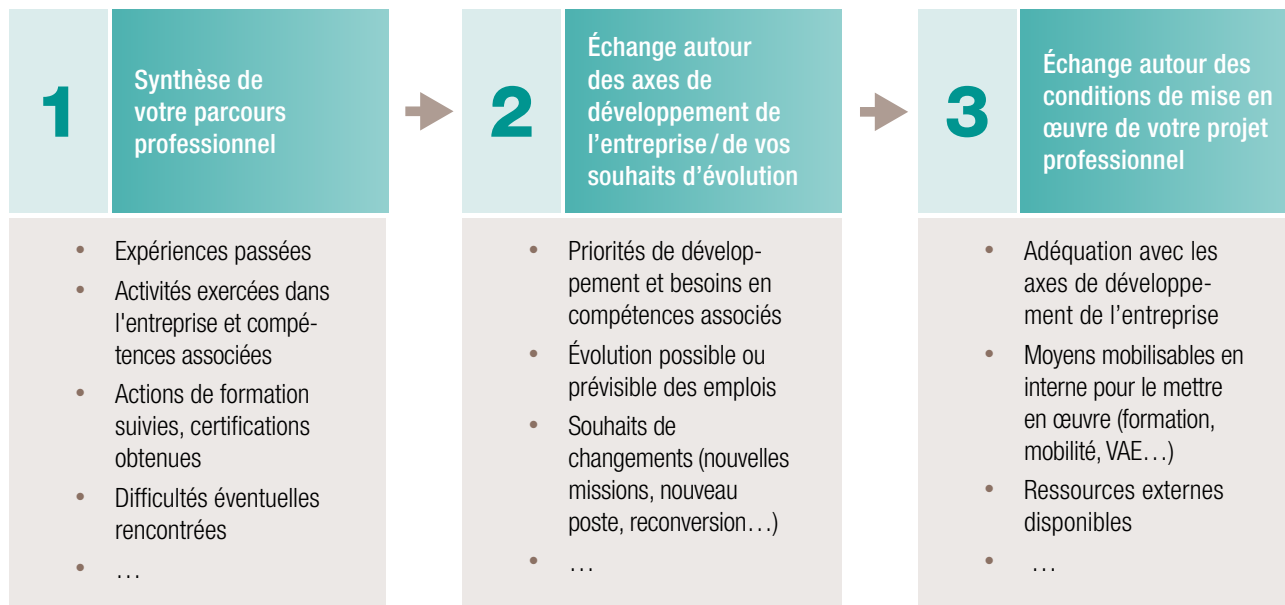 1
Synthèse de
votre parcours
professionnel
• Expériences passées
• Activités exercées dans
l'entreprise et compé-
tences associées
• Actions de formation
suivies, certifications
obtenues
• Difficultés éventuelles
rencontrées
• …
2
Échange autour
des axes de
développement de
l’entreprise / de vos
souhaits d’évolution
• Priorités de dévelop-
pement et besoins en
compétences associés
• Évolution possible ou
prévisible des emplois
• Souhaits de
changements (nouvelles
missions, nouveau
poste, reconversion…)
• …
3
Échange autour des
conditions de mise en
œuvre de votre projet
professionnel
• Adéquation avec les
axes de développe-
ment de l’entreprise
• Moyens mobilisables en
interne pour le mettre
en œuvre (formation,
mobilité, VAE…)
• Ressources externes
disponibles
• …